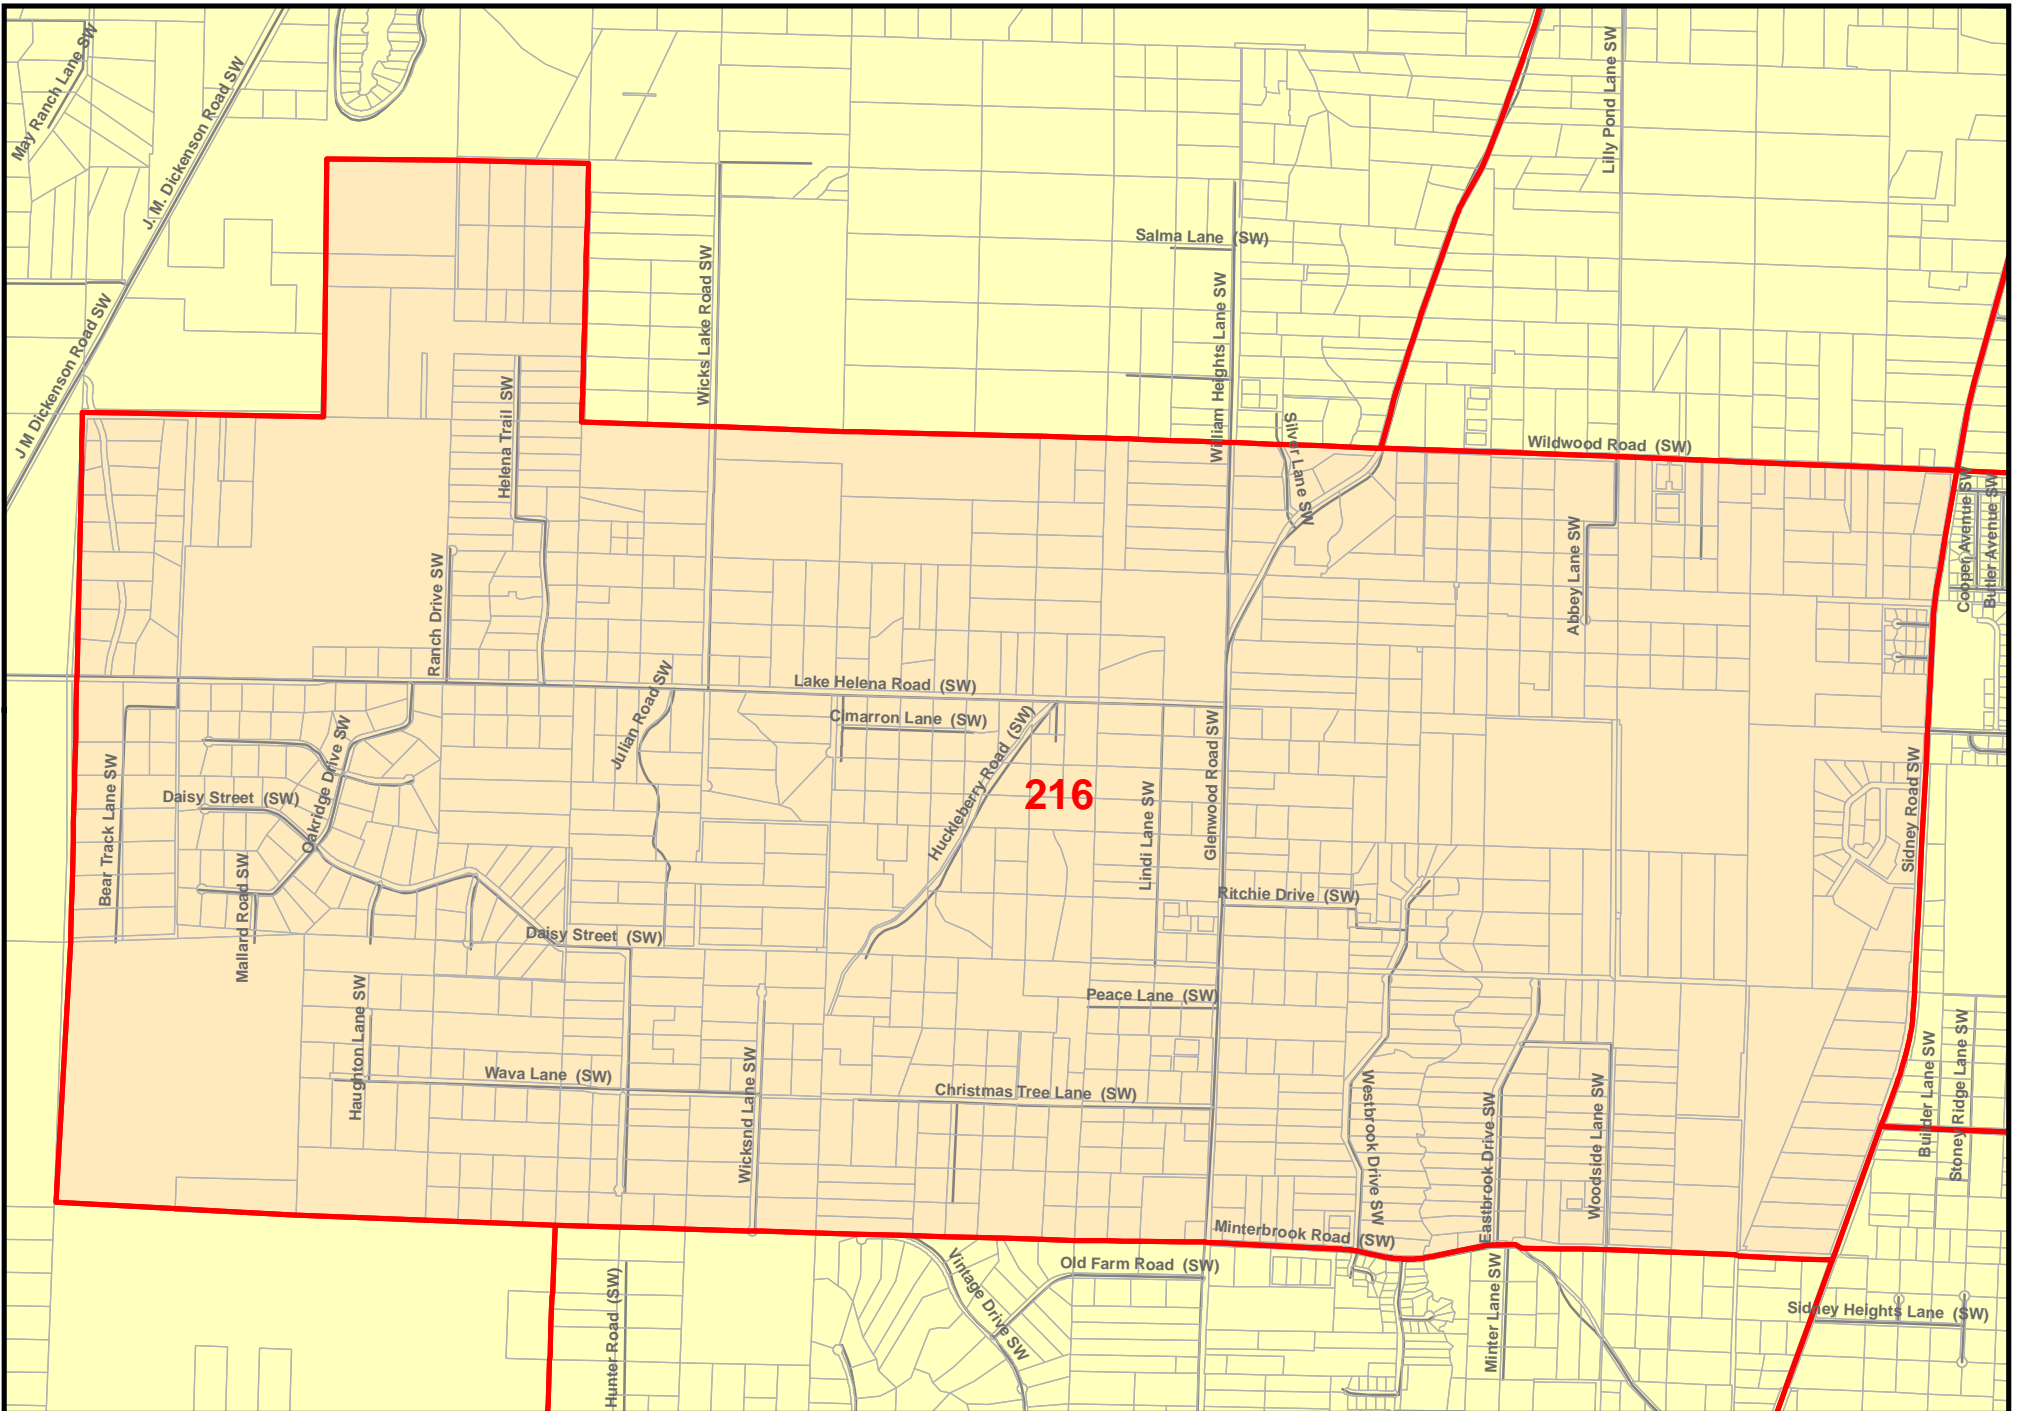 May Ranch Lane SW
J. M. Dickenson Road SW
Lilly Pond Lane SW
Salma Lane (SW)
Wicks Lake Road SW
William Heights Lane SW
J M Dickenson Road SW
Helena Trail SW
Silver Lane SW
Wildwood Road (SW)
Cooper Avenue SW
Butler Avenue SW
Abbey Lane SW
Ranch Drive SW
Lake Helena Road (SW)
Julian Road SW
Cimarron Lane (SW)
Huckleberry Road (SW)
Oakridge Drive SW
Glenwood Road SW
Sidney Road SW
Bear Track Lane SW
Daisy Street (SW)
216
Lindi Lane SW
Mallard Road SW
Ritchie Drive (SW)
Daisy Street (SW)
Haughton Lane SW
Peace Lane (SW)
Builder Lane SW
Stoney Ridge Lane SW
Wava Lane (SW)
Wicksnd Lane SW
Christmas Tree Lane (SW)
Westbrook Drive SW
Eastbrook Drive SW
Woodside Lane SW
Minterbrook Road (SW)
Vintage Drive SW
Old Farm Road (SW)
Hunter Road (SW)
Minter Lane SW
Sidney Heights Lane (SW)